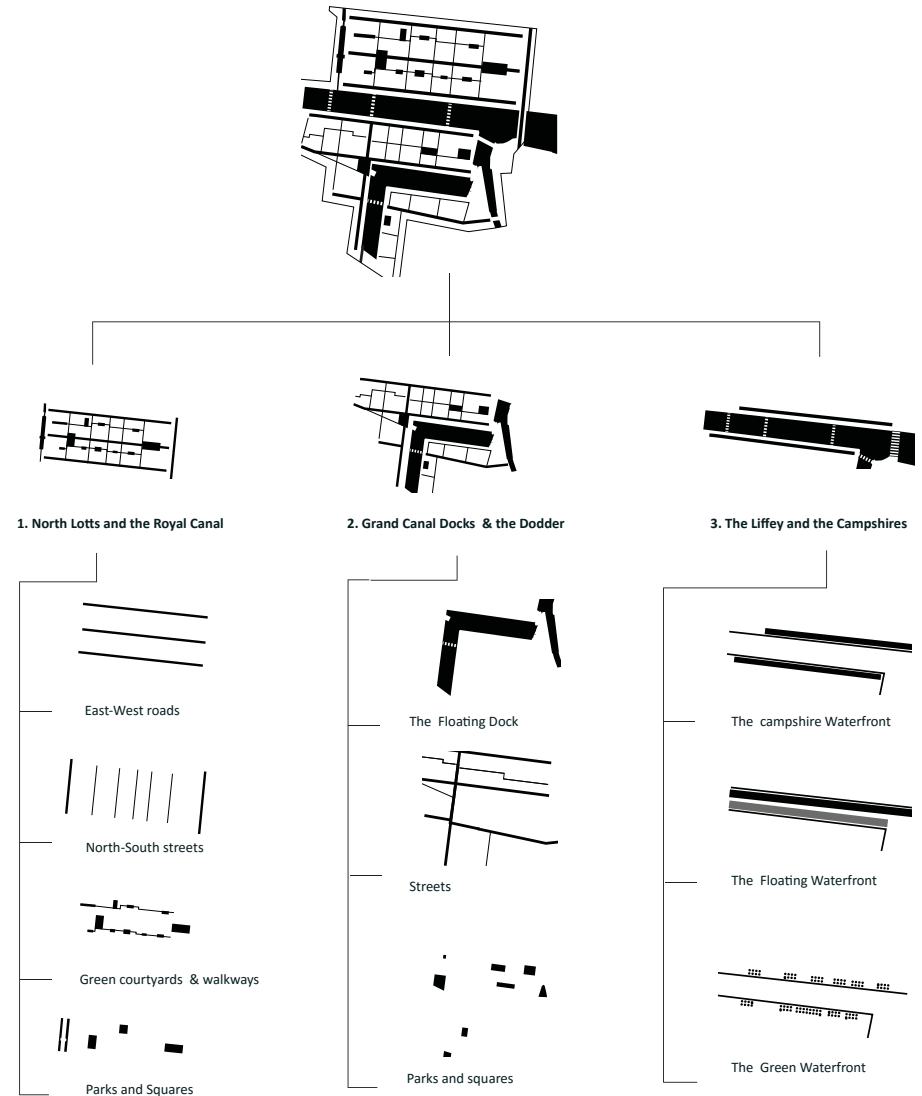 1. North Lotts and the Royal Canal
2. Grand Canal Docks & the Dodder
3. The Liffey and the Campshires
East-West roads
North-South streets
Green courtyards & walkways
Parks and Squares
The Floating Dock
Streets
Parks and squares
The campshire Waterfront
The Floating Waterfront
The Green Waterfront